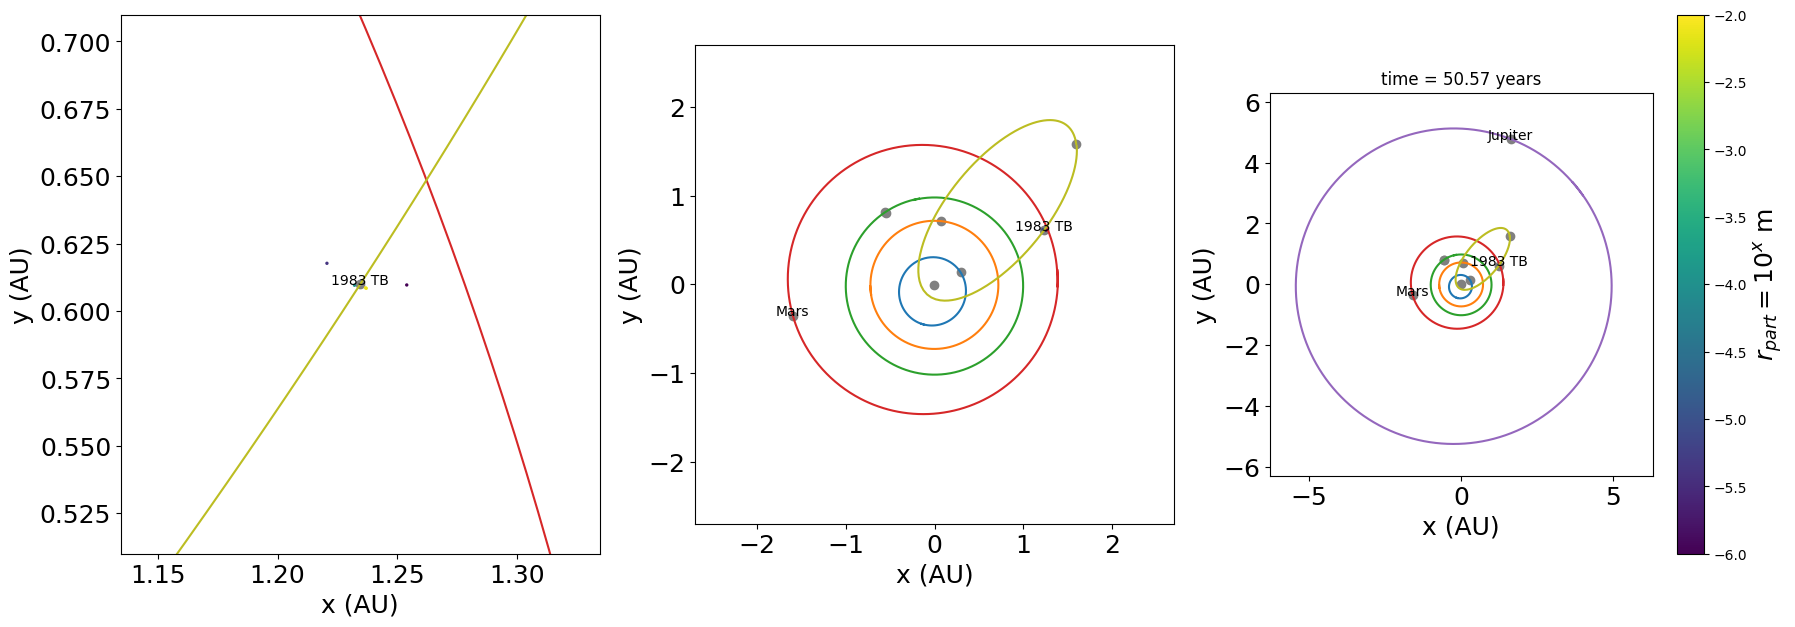 time = 50.57 years
0.700
0.675
0.650
0.625
0.600
0.575
0.550
0.525
y (AU)
1983 TB
1.15 1.20 1.25 1.30
x (AU)
2
1
0
−1
−2
y (AU)
1983 TB
Mars
−2 −1 0 1 2
x (AU)
6
4
2
0
−2
−4
−6
y (AU)
Jupiter
1983 TB
Mars
−5 0 5
x (AU)
−2.0
−2.5
−3.0
−3.5
−4.0
−4.5
−5.0
−5.5
−6.0
r_part = 10^x m